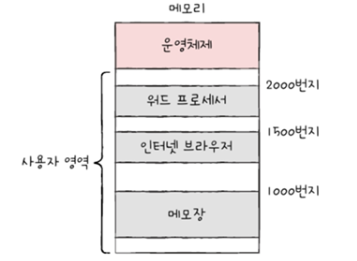 메모리
운영체제
2000번지
워드 프로세서
1500번지
인터넷 브라우저
사용자 영역
1000번지
메모장